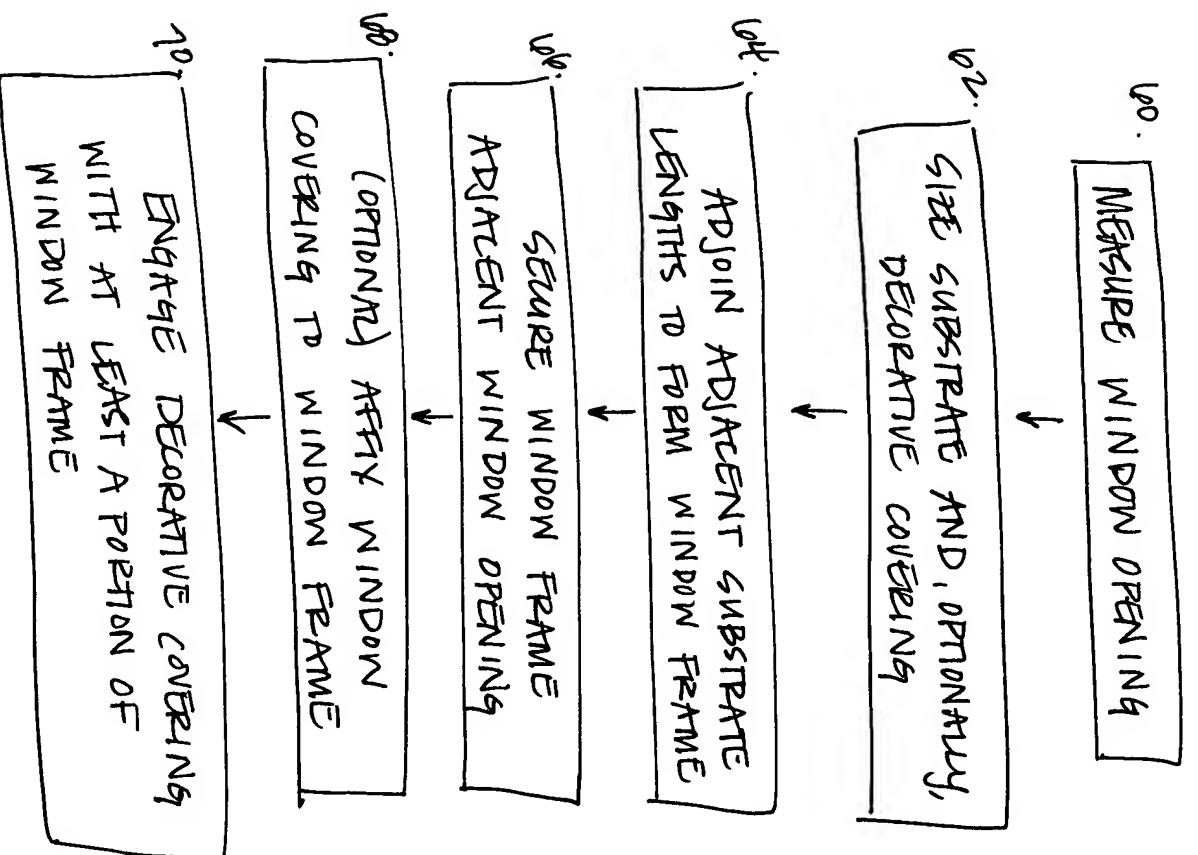 60.
MEASURE WINDOW OPENING
62.
SIZE SUBSTRATE AND, OPTIONALLY,
DECORATIVE COVERING
64.
ADJOIN ADJACENT SUBSTRATE
LENGTHS TO FORM WINDOW FRAME
66.
SECURE WINDOW FRAME
ADJACENT WINDOW OPENING
68.
(OPTIONAL) AFFIX WINDOW
COVERING TO WINDOW FRAME
70.
ENGAGE DECORATIVE COVERING
WITH AT LEAST A PORTION OF
WINDOW FRAME